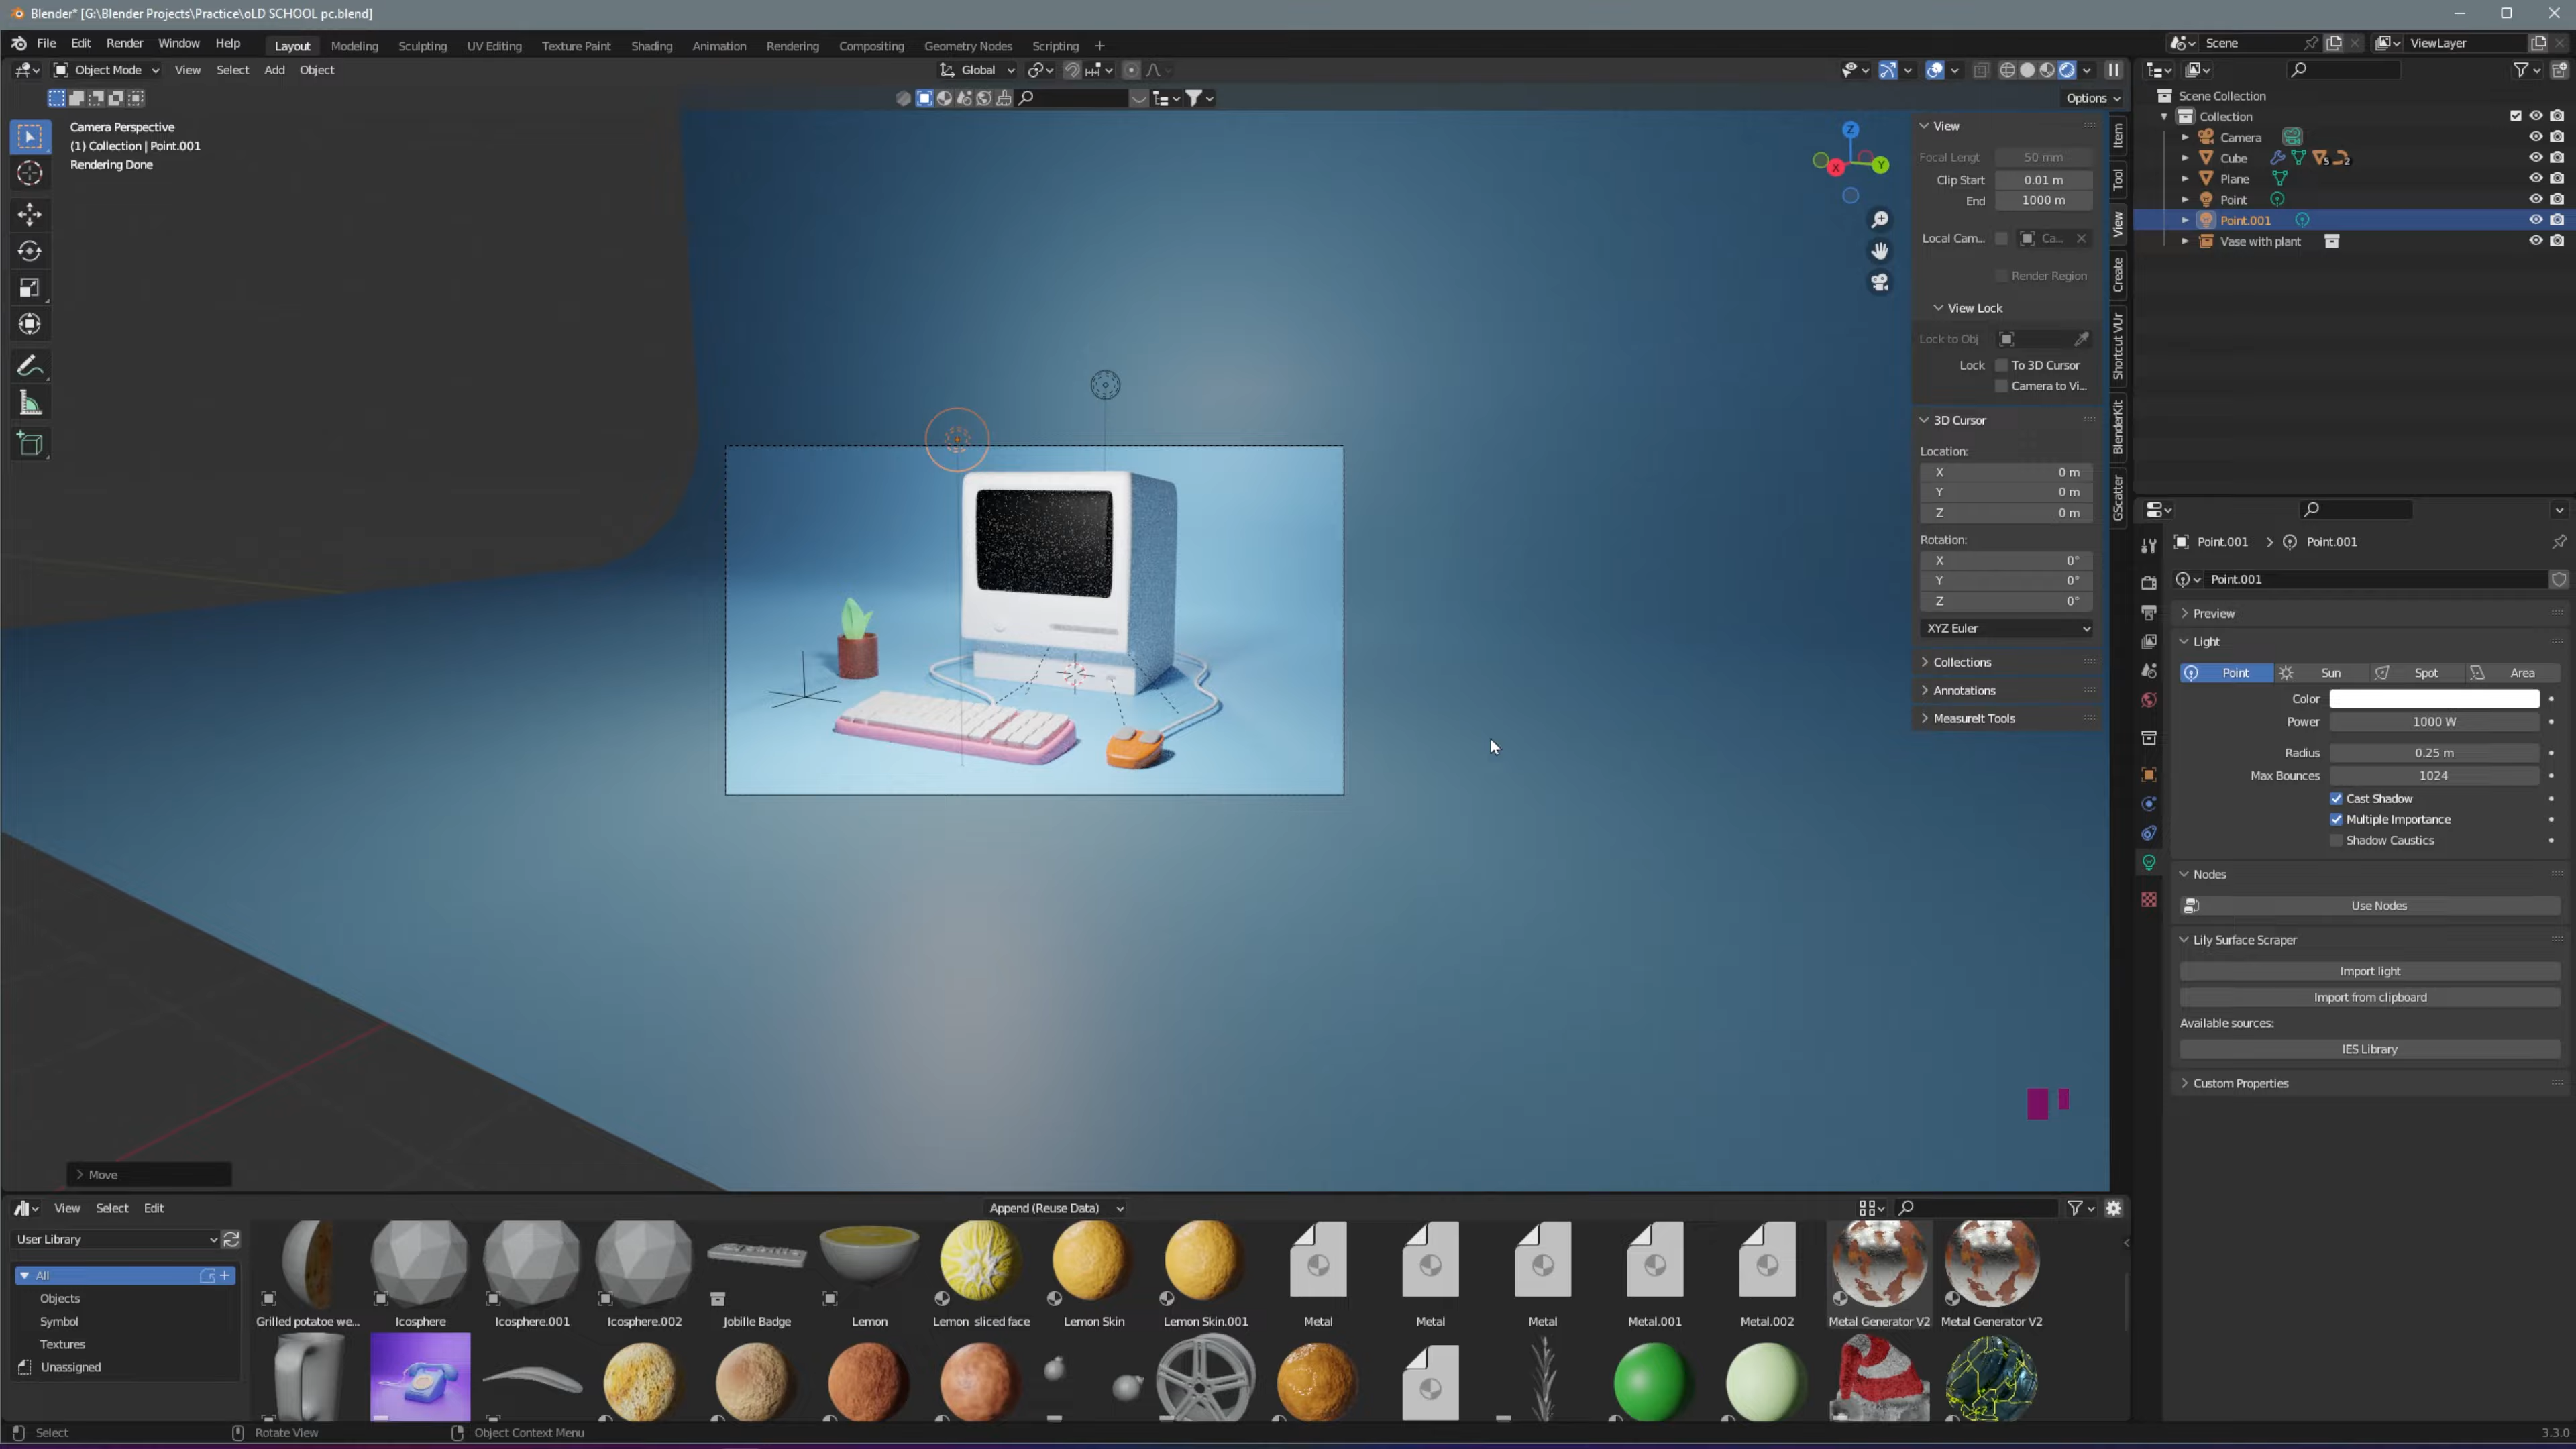 Blender* [G:\Blender Projects\Practice\oLD SCHOOL pc.blend]
File Edit Render Window Help Layout Modeling Sculpting UV Editing Texture Paint Shading Animation Rendering Compositing Geometry Nodes Scripting + Scene ViewLayer
Object Mode View Select Add Object Global
Options
Camera Perspective
(1) Collection | Point.001
Rendering Done
X Y Z
View
Focal Lengt 50 mm
Clip Start 0.01 m
End 1000 m
Local Cam... Ca...
Render Region
View Lock
Lock to Obj
Lock To 3D Cursor
Camera to Vi...
3D Cursor
Location:
X 0 m
Y 0 m
Z 0 m
Rotation:
X 0°
Y 0°
Z 0°
XYZ Euler
Collections
Annotations
MeasureIt Tools
Item
Tool
View
Create
Shortcut VUr
BlenderKit
GScatter
Scene Collection
Collection
Camera
Cube 5 2
Plane
Point
Point.001
Vase with plant
Point.001 > Point.001
Point.001
Preview
Light
Point Sun Spot Area
Color
Power 1000 W
Radius 0.25 m
Max Bounces 1024
Cast Shadow
Multiple Importance
Shadow Caustics
Nodes
Use Nodes
Lily Surface Scraper
Import light
Import from clipboard
Available sources:
IES Library
Custom Properties
Move
View Select Edit Append (Reuse Data)
User Library
All
Objects
Symbol
Textures
Unassigned
Grilled potatoe we... Icosphere Icosphere.001 Icosphere.002 Jobille Badge Lemon Lemon sliced face Lemon Skin Lemon Skin.001 Metal Metal Metal Metal.001 Metal.002 Metal Generator V2 Metal Generator V2
Select Rotate View Object Context Menu 3.3.0